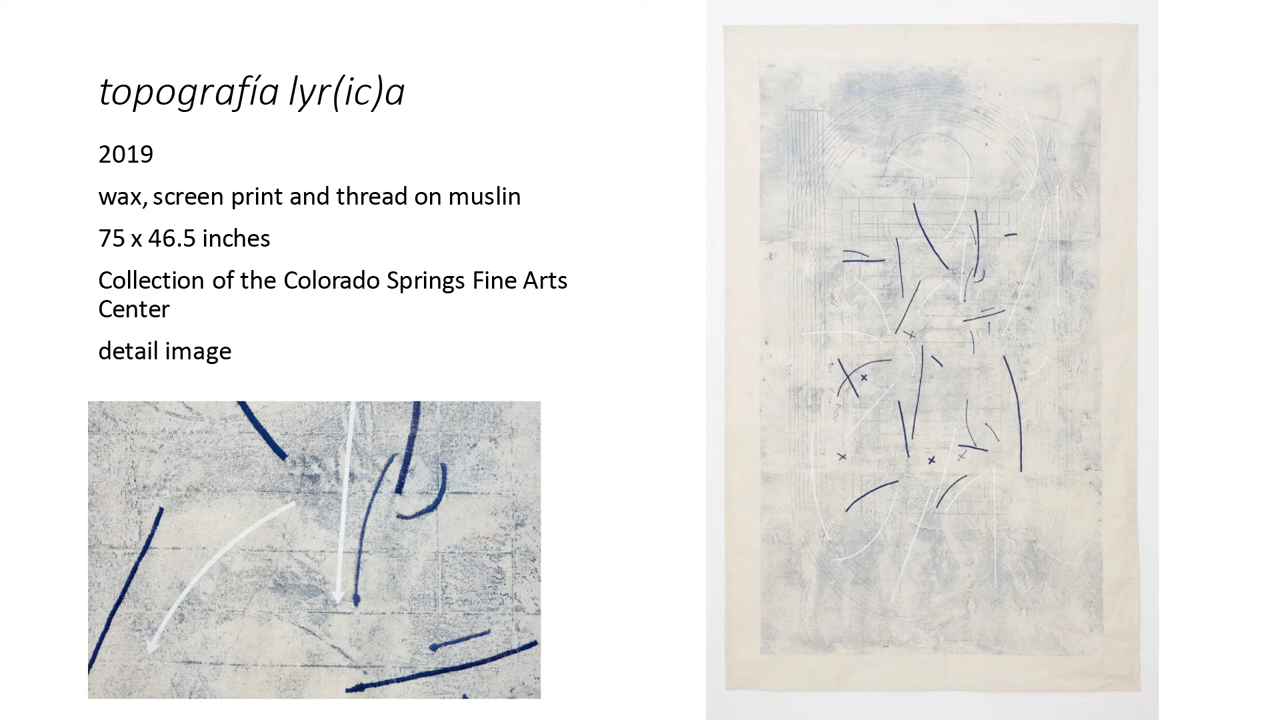 topografía lyr(ic)a
2019
wax, screen print and thread on muslin
75 x 46.5 inches
Collection of the Colorado Springs Fine Arts
Center
detail image